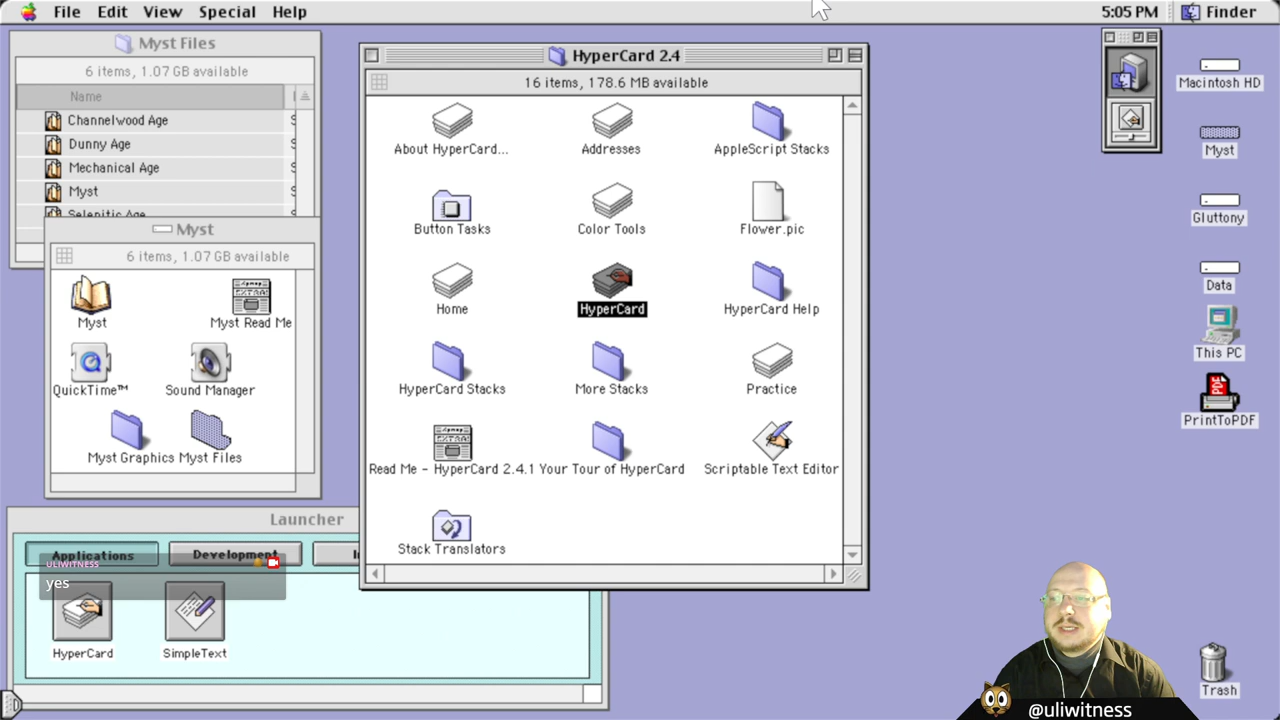 File Edit View Special Help
5:05 PM Finder
Myst Files
6 items, 1.07 GB available
Name
Channelwood Age
Dunny Age
Mechanical Age
Myst
Selenitic Age
Myst
6 items, 1.07 GB available
Myst
Myst Read Me
QuickTime™
Sound Manager
Myst Graphics
Myst Files
HyperCard 2.4
16 items, 178.6 MB available
About HyperCard...
Addresses
AppleScript Stacks
Button Tasks
Color Tools
Flower.pic
Home
HyperCard
HyperCard Help
HyperCard Stacks
More Stacks
Practice
Read Me - HyperCard 2.4.1
Your Tour of HyperCard
Scriptable Text Editor
Stack Translators
Launcher
Applications
Development
ULIWITNESS
yes
HyperCard
SimpleText
Macintosh HD
Myst
Gluttony
Data
This PC
PDF
PrintToPDF
Trash
@uliwitness